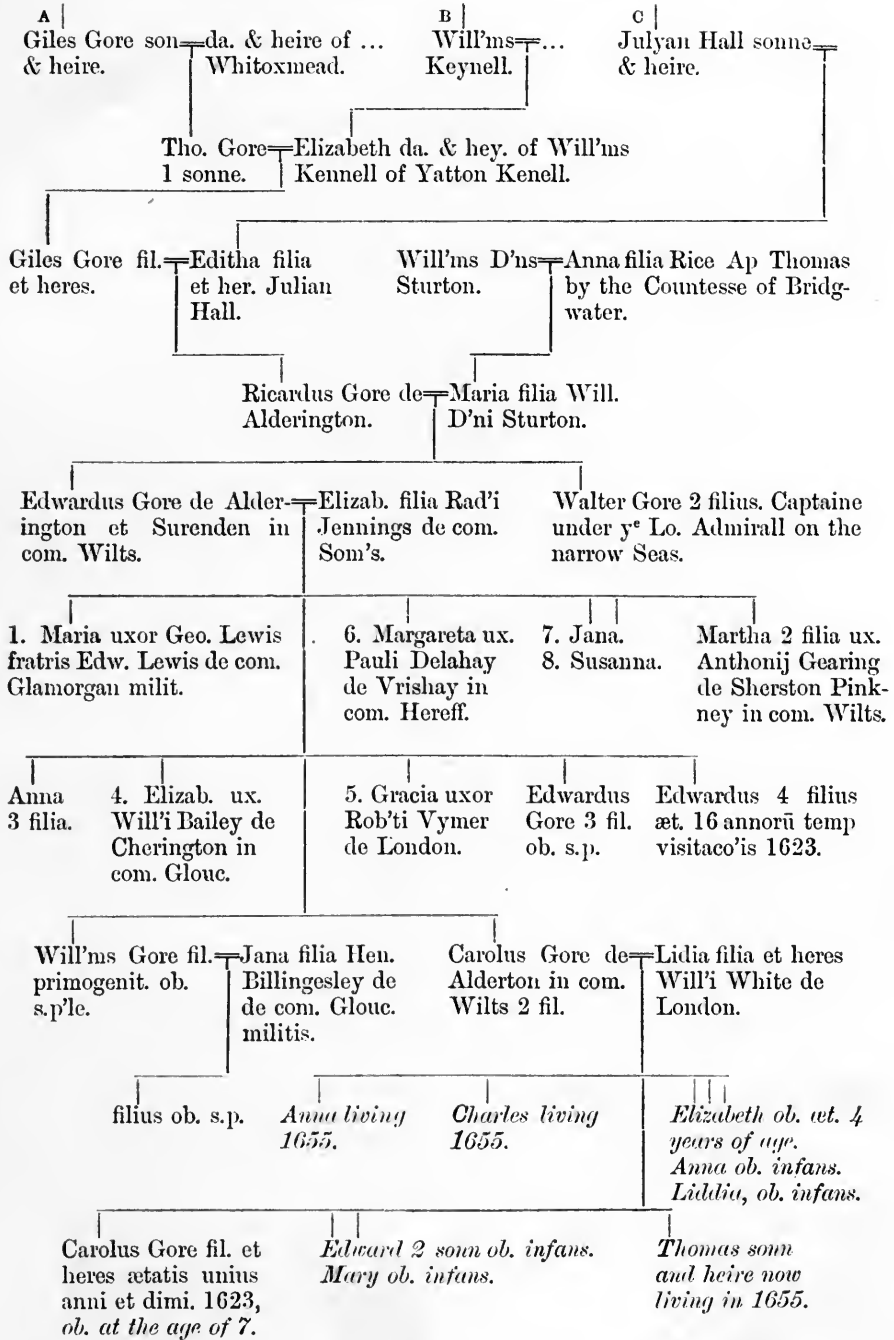 A
B
C
Giles Gore son da. & heire of ...
& heire. Whitoxmead.
Will'ms ...
Keynell.
Julyan Hall sonne
& heire.
Tho. Gore Elizabeth da. & hey. of Will'ms
1 sonne. Kennell of Yatton Kenell.
Giles Gore fil. Editha filia
et heres. et her. Julian
Hall.
Will'ms D'ns Anna filia Rice Ap Thomas
Sturton. by the Countesse of Bridg-
water.
Ricardus Gore de Maria filia Will.
Alderington. D'ni Sturton.
Edwardus Gore de Alder-
ington et Surenden in
com. Wilts.
Elizab. filia Rad'i
Jennings de com.
Som's.
Walter Gore 2 filius. Captaine
under yᵉ Lo. Admirall on the
narrow Seas.
1. Maria uxor Geo. Lewis
fratris Edw. Lewis de com.
Glamorgan milit.
6. Margareta ux.
Pauli Delahay
de Vrishay in
com. Hereff.
7. Jana.
8. Susanna.
Martha 2 filia ux.
Anthonij Gearing
de Sherston Pink-
ney in com. Wilts.
Anna
3 filia.
4. Elizab. ux.
Will'i Bailey de
Cherington in
com. Glouc.
5. Gracia uxor
Rob'ti Vymer
de London.
Edwardus
Gore 3 fil.
ob. s.p.
Edwardus 4 filius
æt. 16 annorū temp
visitaco'is 1623.
Will'ms Gore fil.
primogenit. ob.
s.p'le.
Jana filia Hen.
Billingesley de
de com. Glouc.
militis.
Carolus Gore de
Alderton in com.
Wilts 2 fil.
Lidia filia et heres
Will'i White de
London.
filius ob. s.p.
Anna living
1655.
Charles living
1655.
Elizabeth ob. æt. 4
years of age.
Anna ob. infans.
Liddia, ob. infans.
Carolus Gore fil. et
heres ætatis unius
anni et dimi. 1623,
ob. at the age of 7.
Edward 2 sonn ob. infans.
Mary ob. infans.
Thomas sonn
and heire now
living in 1655.